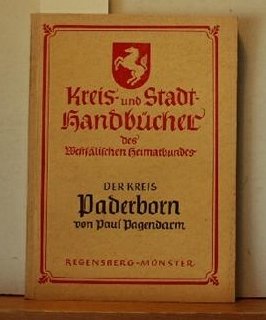 Kreis- und Stadt-
Handbücher
des
Westfälischen Heimatbundes
DER KREIS
Paderborn
von Paul Pagendarm
REGENSBERG-MÜNSTER